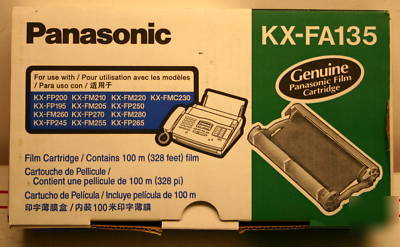 Panasonic
KX-FA135
For use with / Pour utilisation avec les modèles /
Para uso con / 适用于
KX-FP200 KX-FM210 KX-FM220 KX-FMC230
KX-FP195 KX-FM205 KX-FP250
KX-FM260 KX-FP270 KX-FM280
KX-FP245 KX-FM255 KX-FP265
Genuine
Panasonic Film
Cartridge
Film Cartridge / Contains 100 m (328 feet) film
Cartouche de Pellicule /
Contient une pellicule de 100 m (328 pi)
Cartucho de Película / Incluye película de 100 m
印字薄膜盒 / 内装100米印字薄膜